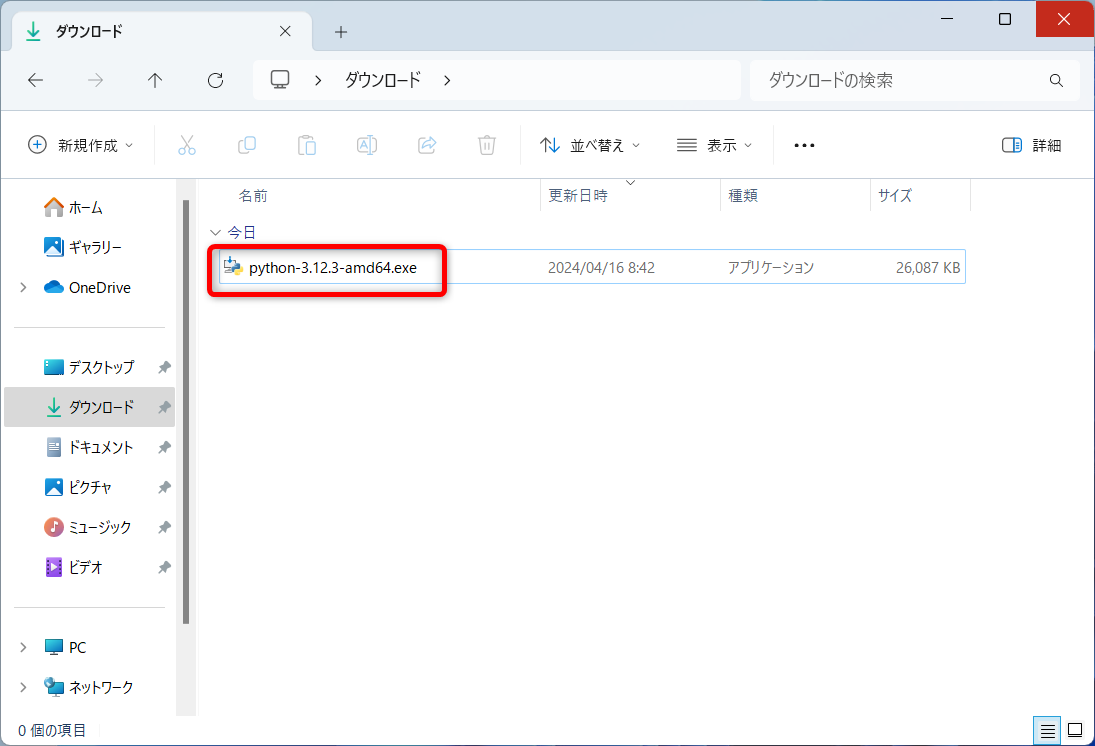 ダウンロード
ダウンロード
ダウンロードの検索
新規作成
並べ替え
表示
詳細
名前 更新日時 種類 サイズ
今日
python-3.12.3-amd64.exe 2024/04/16 8:42 アプリケーション 26,087 KB
ホーム
ギャラリー
OneDrive
デスクトップ
ダウンロード
ドキュメント
ピクチャ
ミュージック
ビデオ
PC
ネットワーク
0 個の項目